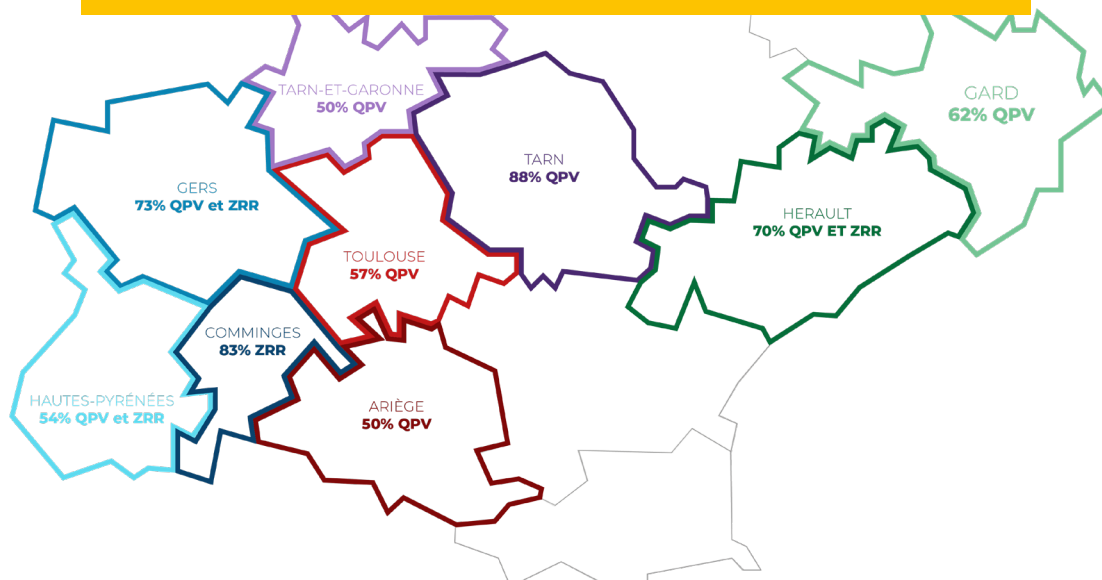 TARN-ET-GARONNE
50% QPV
GARD
62% QPV
TARN
88% QPV
GERS
73% QPV et ZRR
HERAULT
70% QPV ET ZRR
TOULOUSE
57% QPV
COMMINGES
83% ZRR
HAUTES-PYRÉNÉES
54% QPV et ZRR
ARIÈGE
50% QPV